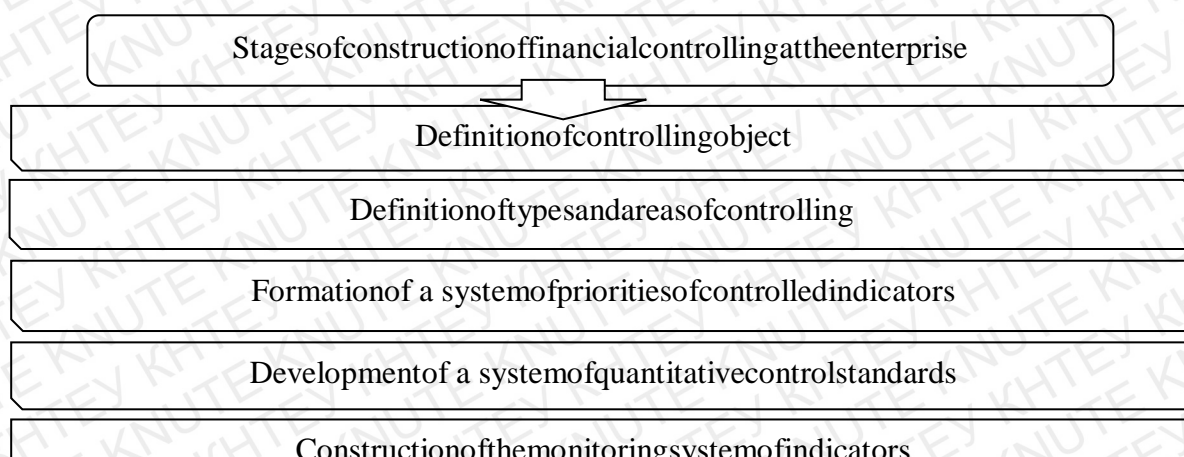 Stagesofconstructionoffinancialcontrollingattheenterprise
Definitionofcontrollingobject
Definitionoftypesandareasofcontrolling
Formationof a systemofprioritiesofcontrolledindicators
Developmentof a systemofquantitativecontrolstandards
Constructionofthemonitoringsystemofindicators